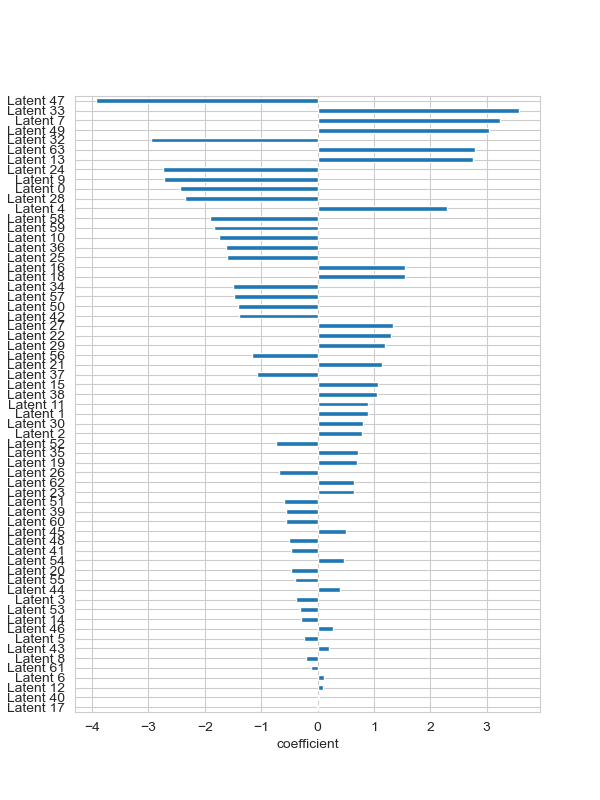 Latent 47
Latent 33
Latent 7
Latent 49
Latent 32
Latent 63
Latent 13
Latent 24
Latent 9
Latent 0
Latent 28
Latent 4
Latent 58
Latent 59
Latent 10
Latent 36
Latent 25
Latent 16
Latent 18
Latent 34
Latent 57
Latent 50
Latent 42
Latent 27
Latent 22
Latent 29
Latent 56
Latent 21
Latent 37
Latent 15
Latent 38
Latent 11
Latent 1
Latent 30
Latent 2
Latent 52
Latent 35
Latent 19
Latent 26
Latent 62
Latent 23
Latent 51
Latent 39
Latent 60
Latent 45
Latent 48
Latent 41
Latent 54
Latent 20
Latent 55
Latent 44
Latent 3
Latent 53
Latent 14
Latent 46
Latent 5
Latent 43
Latent 8
Latent 61
Latent 6
Latent 12
Latent 40
Latent 17
−4 −3 −2 −1 0 1 2 3
coefficient